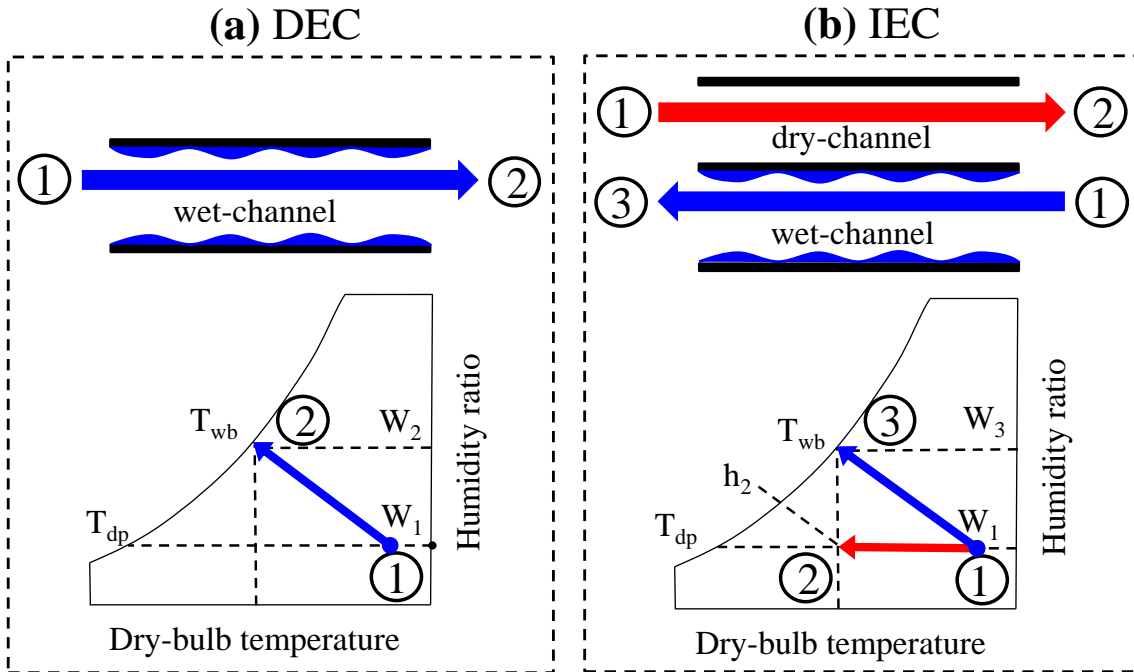 (a) DEC
1
2
wet-channel
T_wb
2
W_2
T_dp
W_1
1
Humidity ratio
Dry-bulb temperature
(b) IEC
1
2
dry-channel
3
1
wet-channel
3
T_wb
W_3
h_2
T_dp
W_1
2
1
Humidity ratio
Dry-bulb temperature